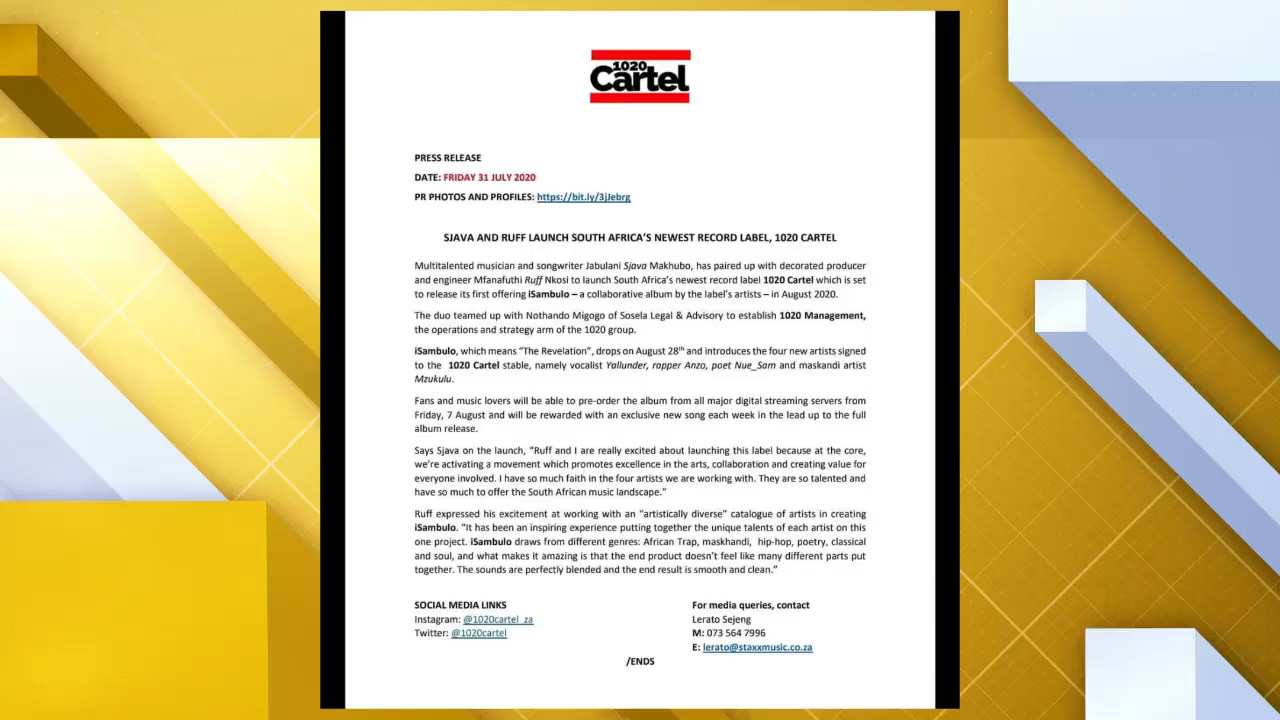 1020
Cartel
PRESS RELEASE
DATE: FRIDAY 31 JULY 2020
PR PHOTOS AND PROFILES: https://bit.ly/3jJebrg
SJAVA AND RUFF LAUNCH SOUTH AFRICA'S NEWEST RECORD LABEL, 1020 CARTEL
Multitalented musician and songwriter Jabulani Sjava Makhubo, has paired up with decorated producer
and engineer Mfanafuthi Ruff Nkosi to launch South Africa's newest record label 1020 Cartel which is set
to release its first offering iSambulo – a collaborative album by the label's artists – in August 2020.
The duo teamed up with Nothando Migogo of Sosela Legal & Advisory to establish 1020 Management,
the operations and strategy arm of the 1020 group.
iSambulo, which means "The Revelation", drops on August 28th and introduces the four new artists signed
to the 1020 Cartel stable, namely vocalist Yallunder, rapper Anzo, poet Nue_Sam and maskandi artist
Mzukulu.
Fans and music lovers will be able to pre-order the album from all major digital streaming servers from
Friday, 7 August and will be rewarded with an exclusive new song each week in the lead up to the full
album release.
Says Sjava on the launch, "Ruff and I are really excited about launching this label because at the core,
we're activating a movement which promotes excellence in the arts, collaboration and creating value for
everyone involved. I have so much faith in the four artists we are working with. They are so talented and
have so much to offer the South African music landscape."
Ruff expressed his excitement at working with an "artistically diverse" catalogue of artists in creating
iSambulo. "It has been an inspiring experience putting together the unique talents of each artist on this
one project. iSambulo draws from different genres: African Trap, maskhandi, hip-hop, poetry, classical
and soul, and what makes it amazing is that the end product doesn't feel like many different parts put
together. The sounds are perfectly blended and the end result is smooth and clean."
SOCIAL MEDIA LINKS
Instagram: @1020cartel_za
Twitter: @1020cartel
For media queries, contact
Lerato Sejeng
M: 073 564 7996
E: lerato@staxxmusic.co.za
/ENDS